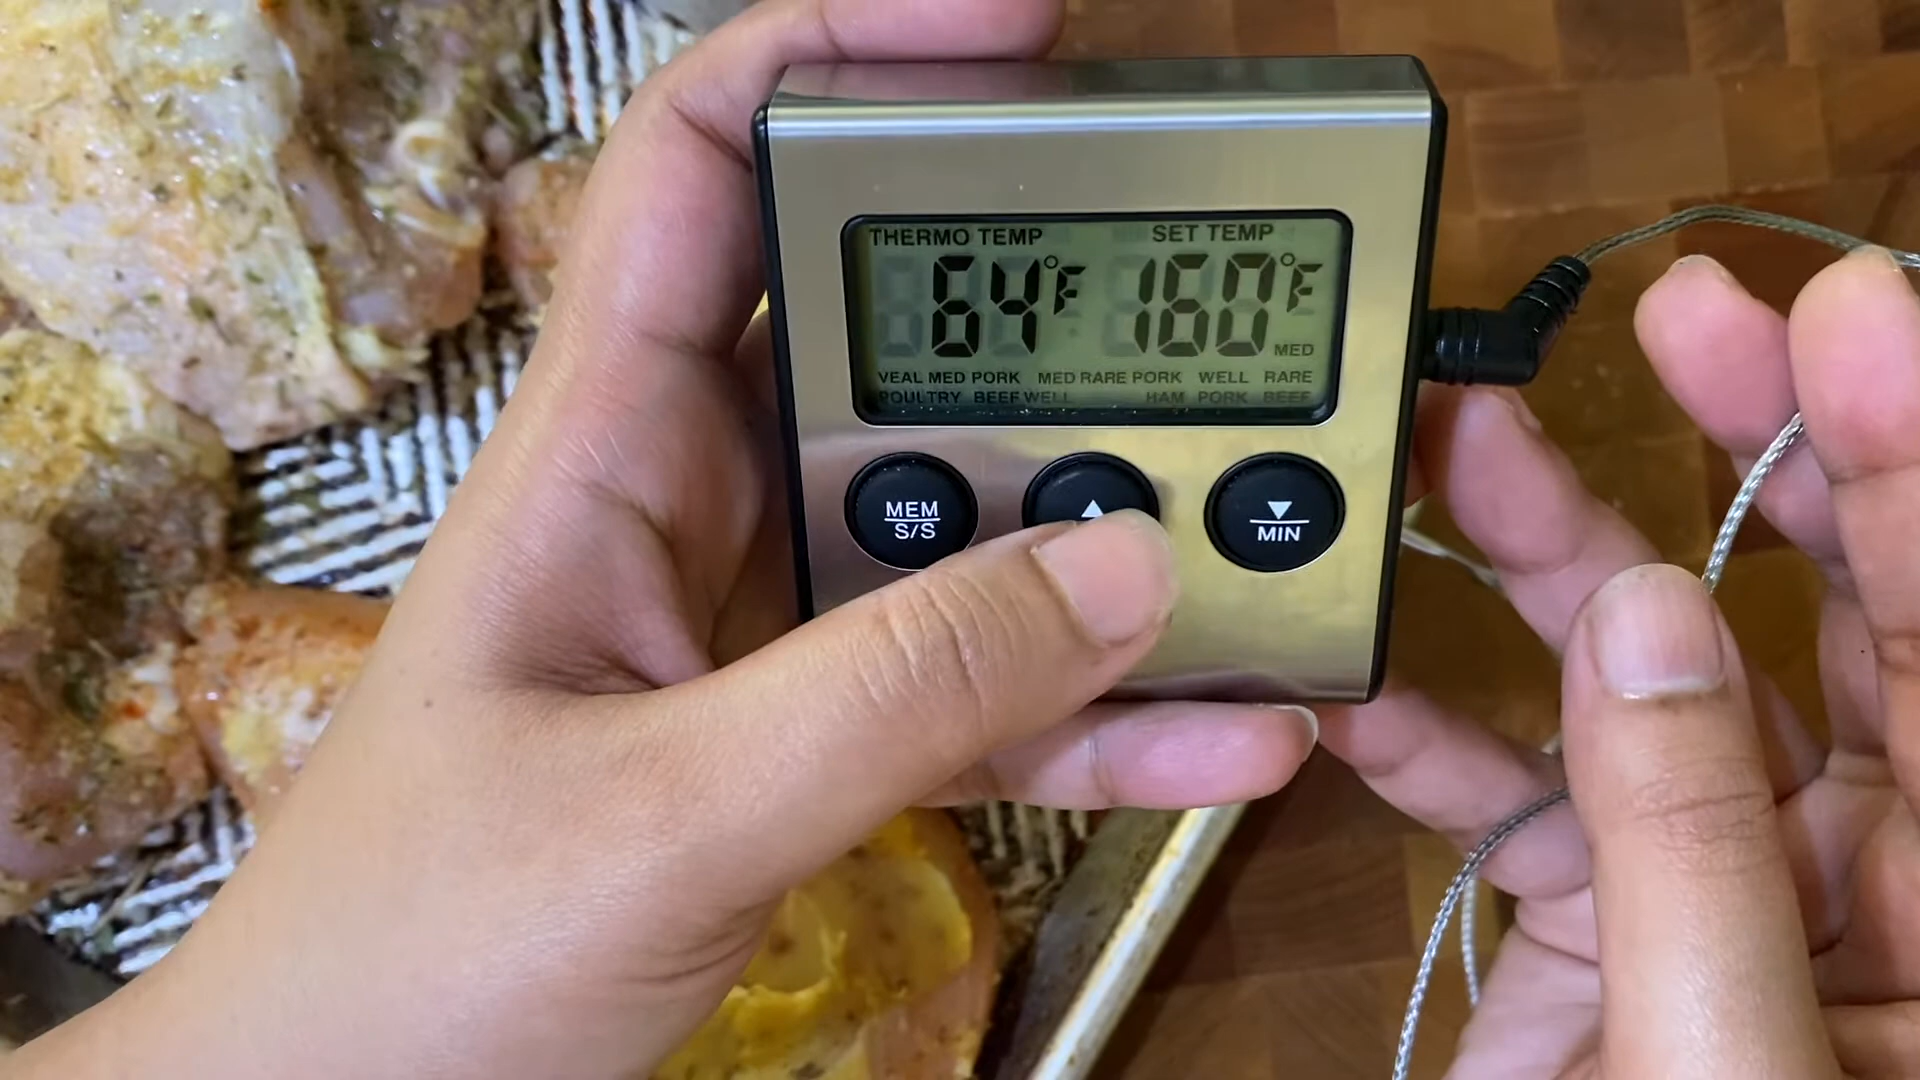 THERMO TEMP SET TEMP
64°F 160°F
MED
VEAL MED PORK MED RARE PORK WELL RARE
POULTRY BEEF WELL HAM PORK BEEF
MEM
S/S
MIN